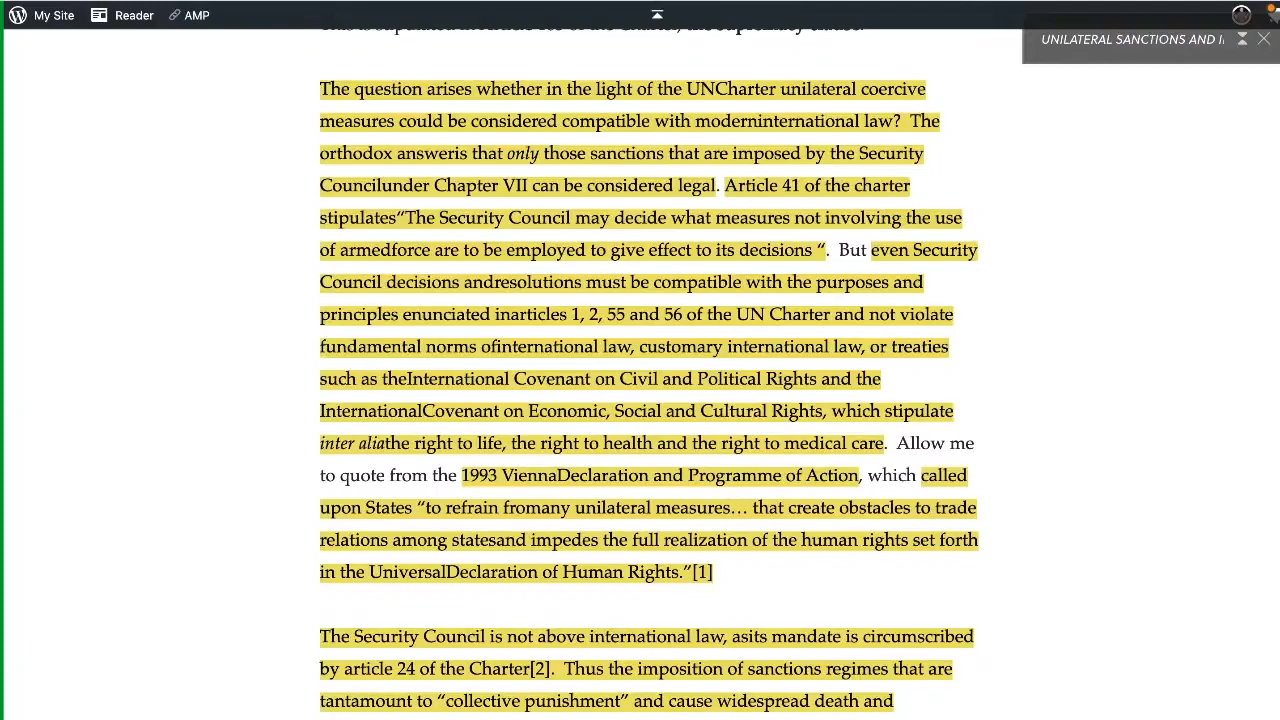 My Site Reader AMP
UNILATERAL SANCTIONS AND I
This is stipulated in Article 103 of the Charter, the supremacy clause.
The question arises whether in the light of the UNCharter unilateral coercive
measures could be considered compatible with moderninternational law?  The
orthodox answeris that only those sanctions that are imposed by the Security
Councilunder Chapter VII can be considered legal. Article 41 of the charter
stipulates“The Security Council may decide what measures not involving the use
of armedforce are to be employed to give effect to its decisions “.  But even Security
Council decisions andresolutions must be compatible with the purposes and
principles enunciated inarticles 1, 2, 55 and 56 of the UN Charter and not violate
fundamental norms ofinternational law, customary international law, or treaties
such as theInternational Covenant on Civil and Political Rights and the
InternationalCovenant on Economic, Social and Cultural Rights, which stipulate
inter aliathe right to life, the right to health and the right to medical care.  Allow me
to quote from the 1993 ViennaDeclaration and Programme of Action, which called
upon States “to refrain fromany unilateral measures… that create obstacles to trade
relations among statesand impedes the full realization of the human rights set forth
in the UniversalDeclaration of Human Rights.”[1]
The Security Council is not above international law, asits mandate is circumscribed
by article 24 of the Charter[2].  Thus the imposition of sanctions regimes that are
tantamount to “collective punishment” and cause widespread death and